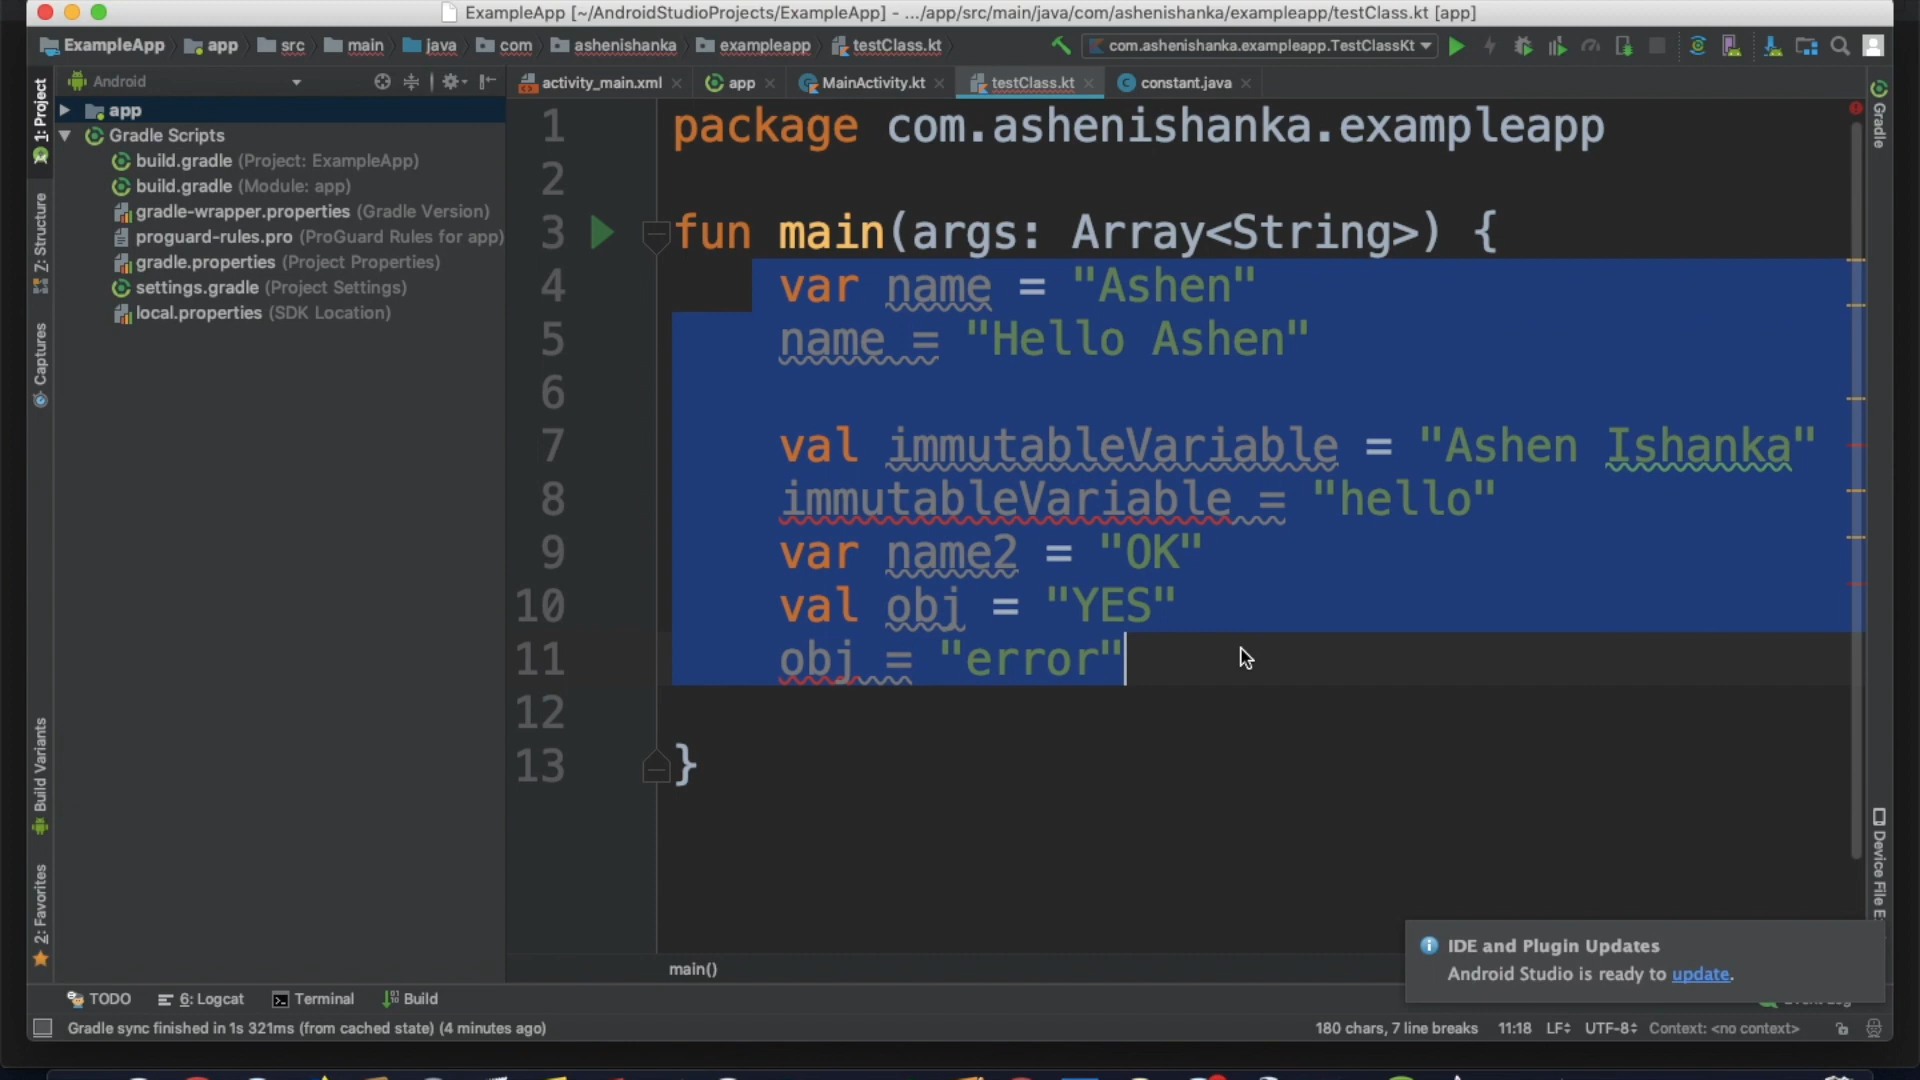 ExampleApp [~/AndroidStudioProjects/ExampleApp] - .../app/src/main/java/com/ashenishanka/exampleapp/testClass.kt [app]
ExampleApp app src main java com ashenishanka exampleapp testClass.kt com.ashenishanka.exampleapp.TestClassKt
Android
activity_main.xml app MainActivity.kt testClass.kt constant.java
1: Project
Z: Structure
Captures
Build Variants
2: Favorites
app
Gradle Scripts
build.gradle (Project: ExampleApp)
build.gradle (Module: app)
gradle-wrapper.properties (Gradle Version)
proguard-rules.pro (ProGuard Rules for app)
gradle.properties (Project Properties)
settings.gradle (Project Settings)
local.properties (SDK Location)
1 package com.ashenishanka.exampleapp
2
3 fun main(args: Array<String>) {
4 var name = "Ashen"
5 name = "Hello Ashen"
6
7 val immutableVariable = "Ashen Ishanka"
8 immutableVariable = "hello"
9 var name2 = "OK"
10 val obj = "YES"
11 obj = "error"
12
13 }
main()
Gradle
Device File E
IDE and Plugin Updates
Android Studio is ready to update.
TODO 6: Logcat Terminal Build
Gradle sync finished in 1s 321ms (from cached state) (4 minutes ago) 180 chars, 7 line breaks 11:18 LF UTF-8 Context: <no context>